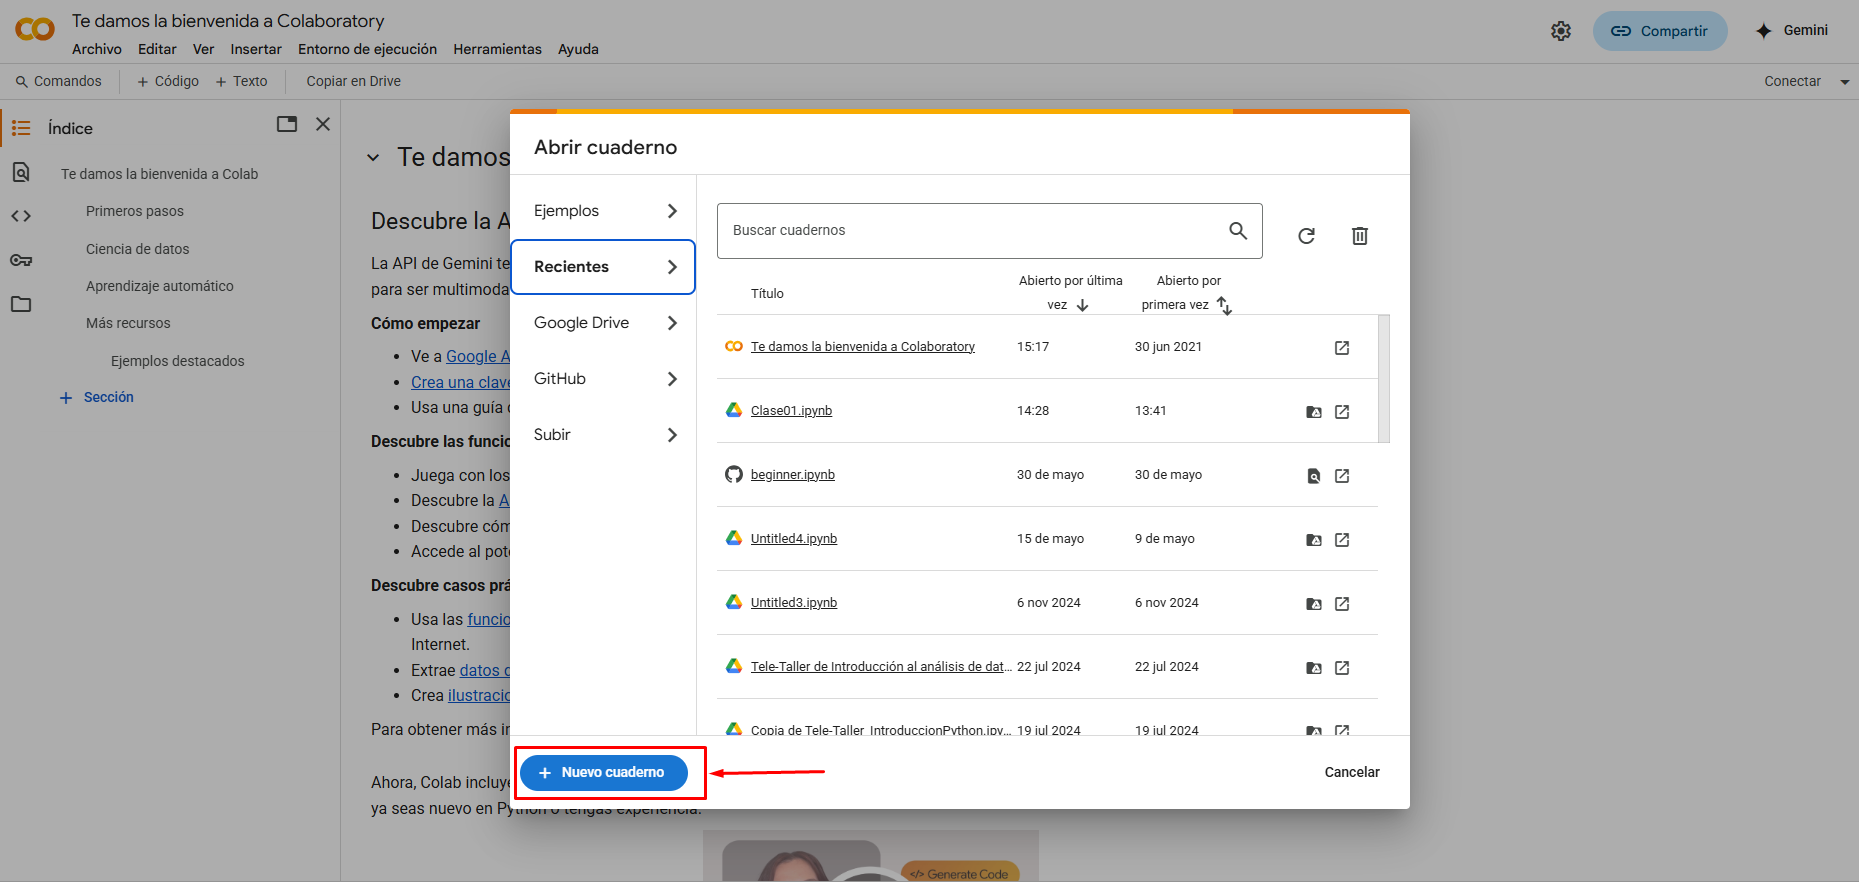 Te damos la bienvenida a Colaboratory
Archivo Editar Ver Insertar Entorno de ejecución Herramientas Ayuda
Compartir
Gemini
Comandos + Código + Texto Copiar en Drive
Conectar
Índice
Te damos la bienvenida a Colab
Primeros pasos
Ciencia de datos
Aprendizaje automático
Más recursos
Ejemplos destacados
+ Sección
Te damos
Descubre la A
La API de Gemini te
para ser multimoda
Cómo empezar
Ve a Google A
Crea una clave
Usa una guía
Descubre las funcio
Juega con los
Descubre la A
Descubre cóm
Accede al pote
Descubre casos prá
Usa las funcio
Internet.
Extrae datos d
Crea ilustracio
Para obtener más in
Ahora, Colab incluye
ya seas nuevo en Python o tengas experiencia.
</> Generate Code
Abrir cuaderno
Ejemplos
Recientes
Google Drive
GitHub
Subir
Buscar cuadernos
Título
Abierto por última
vez
Abierto por
primera vez
Te damos la bienvenida a Colaboratory 15:17 30 jun 2021
Clase01.ipynb 14:28 13:41
beginner.ipynb 30 de mayo 30 de mayo
Untitled4.ipynb 15 de mayo 9 de mayo
Untitled3.ipynb 6 nov 2024 6 nov 2024
Tele-Taller de Introducción al análisis de dat... 22 jul 2024 22 jul 2024
Copia de Tele-Taller_IntroduccionPython.ipy... 19 jul 2024 19 jul 2024
+ Nuevo cuaderno
Cancelar